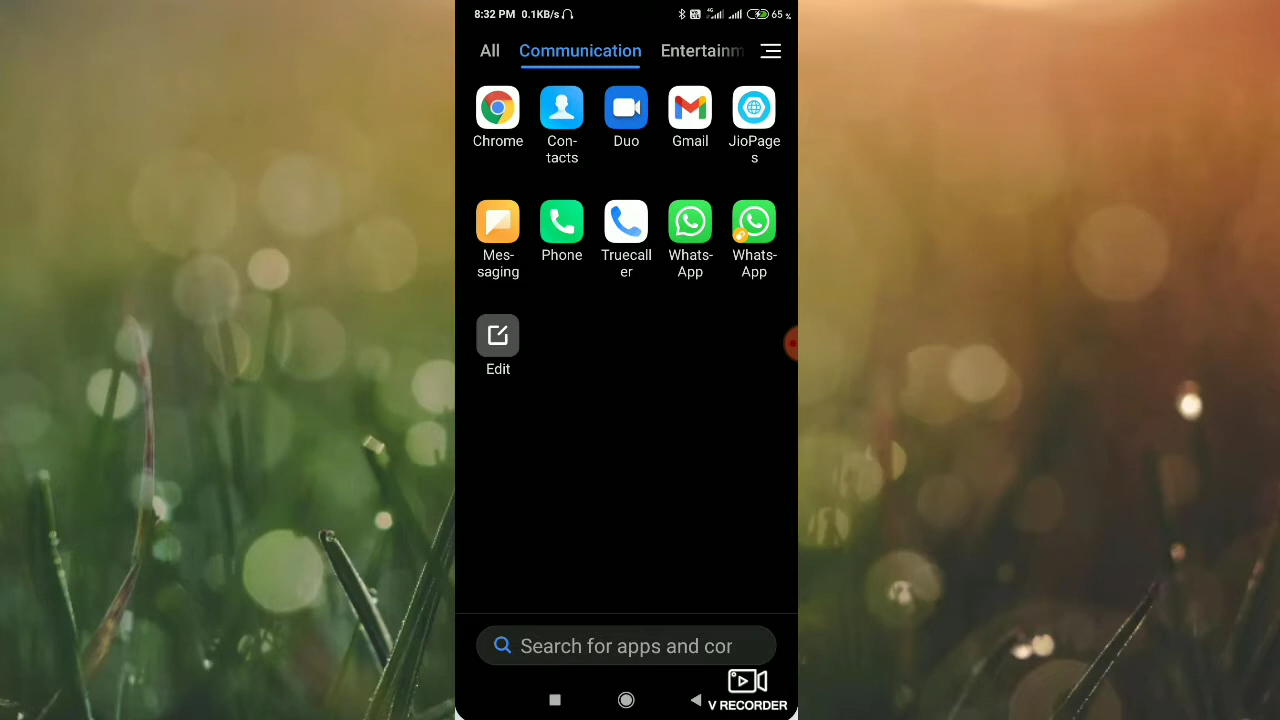 8:32 PM 0.1KB/s 4G 65 %
All Communication Entertainm
Chrome Con- Duo Gmail JioPage
tacts s
Mes- Phone Truecall Whats- Whats-
saging er App App
Edit
Search for apps and cor
V RECORDER